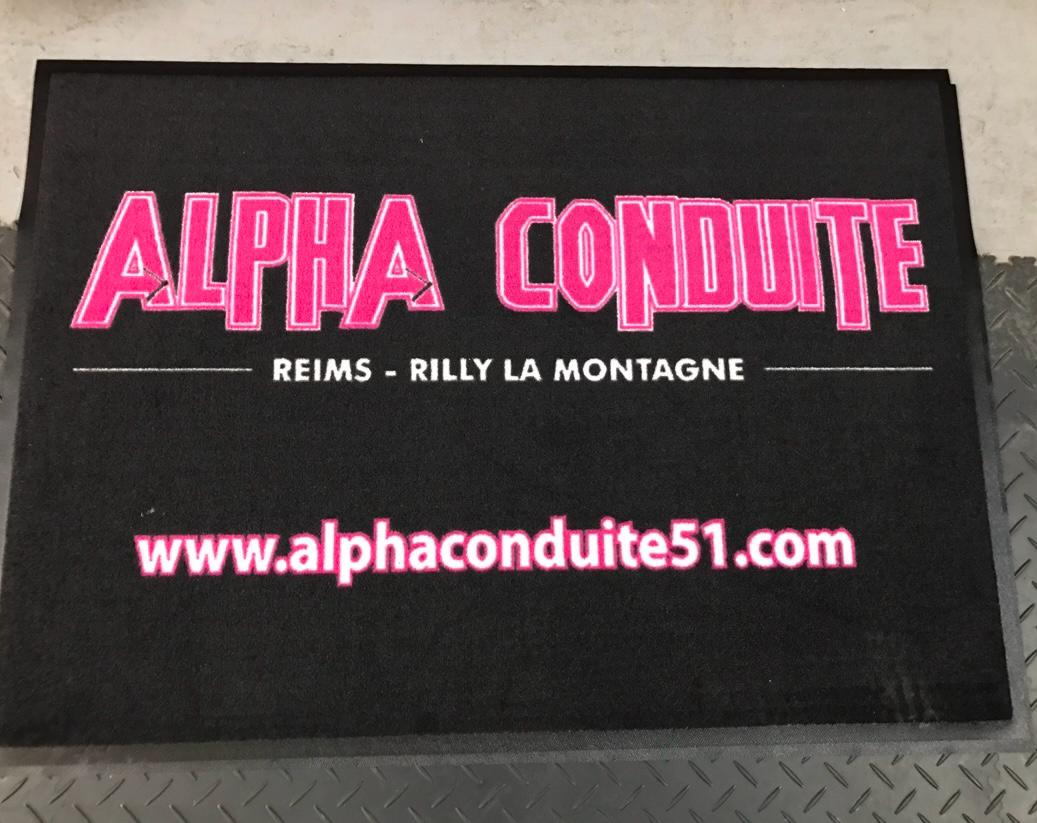 ALPHA CONDUITE
REIMS - RILLY LA MONTAGNE
www.alphaconduite51.com